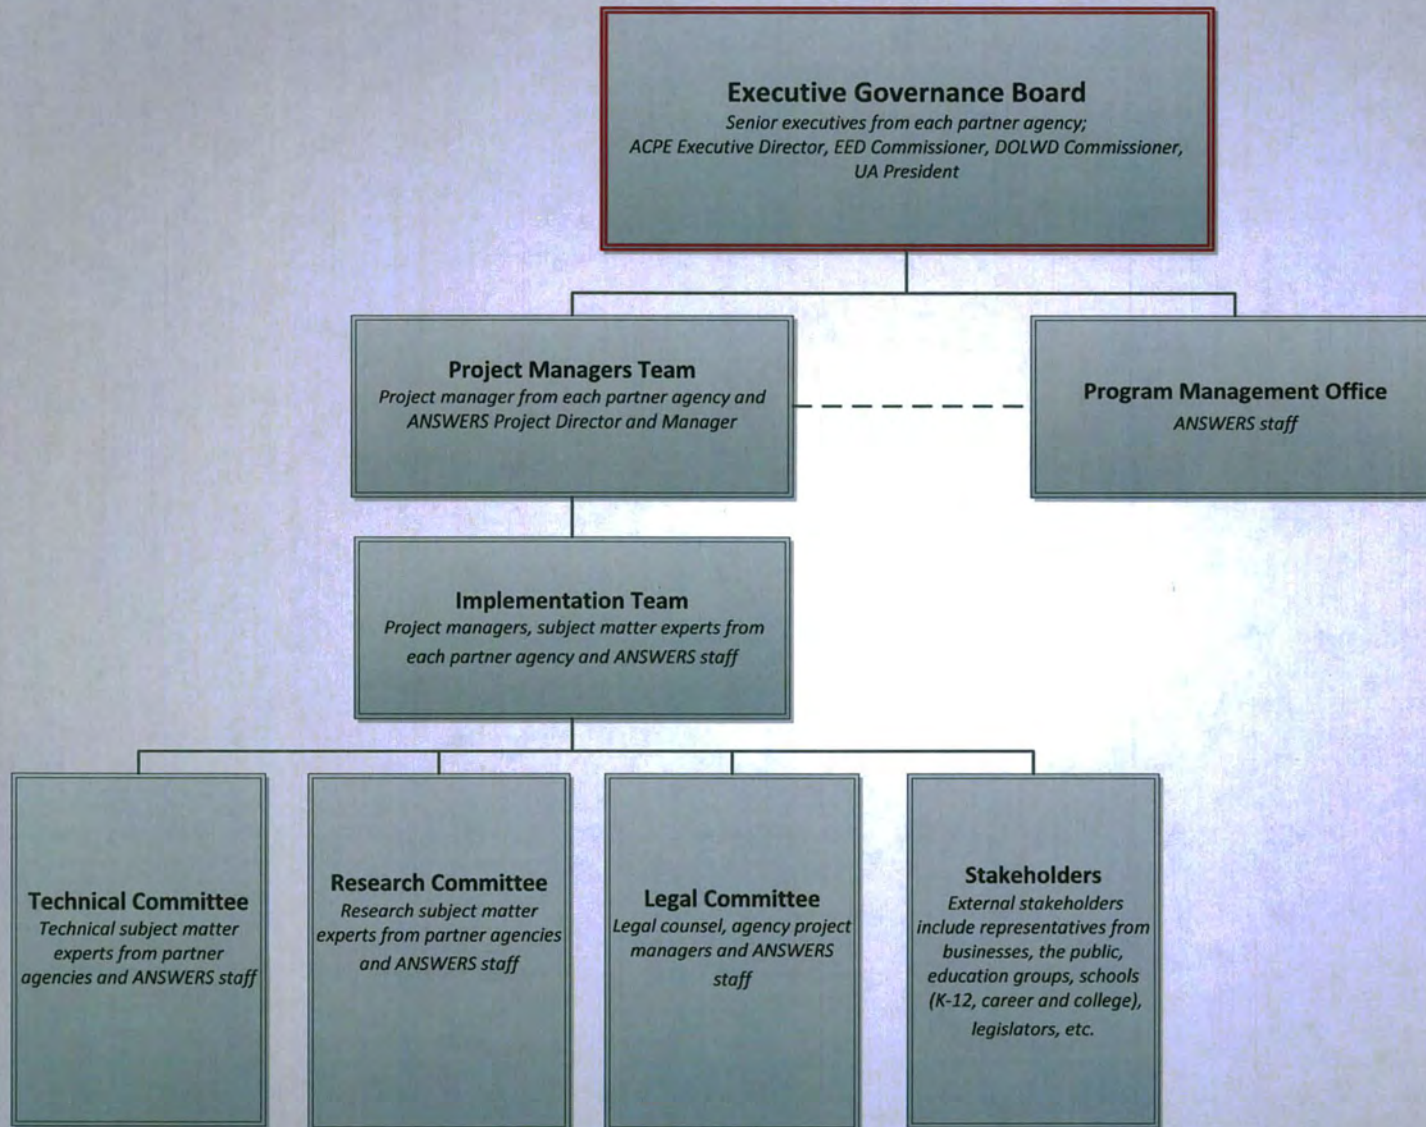 Executive Governance Board
Senior executives from each partner agency;
ACPE Executive Director, EED Commissioner, DOLWD Commissioner,
UA President
Project Managers Team
Project manager from each partner agency and
ANSWERS Project Director and Manager
Program Management Office
ANSWERS staff
Implementation Team
Project managers, subject matter experts from
each partner agency and ANSWERS staff
Technical Committee
Technical subject matter
experts from partner
agencies and ANSWERS staff
Research Committee
Research subject matter
experts from partner agencies
and ANSWERS staff
Legal Committee
Legal counsel, agency project
managers and ANSWERS
staff
Stakeholders
External stakeholders
include representatives from
businesses, the public,
education groups, schools
(K-12, career and college),
legislators, etc.